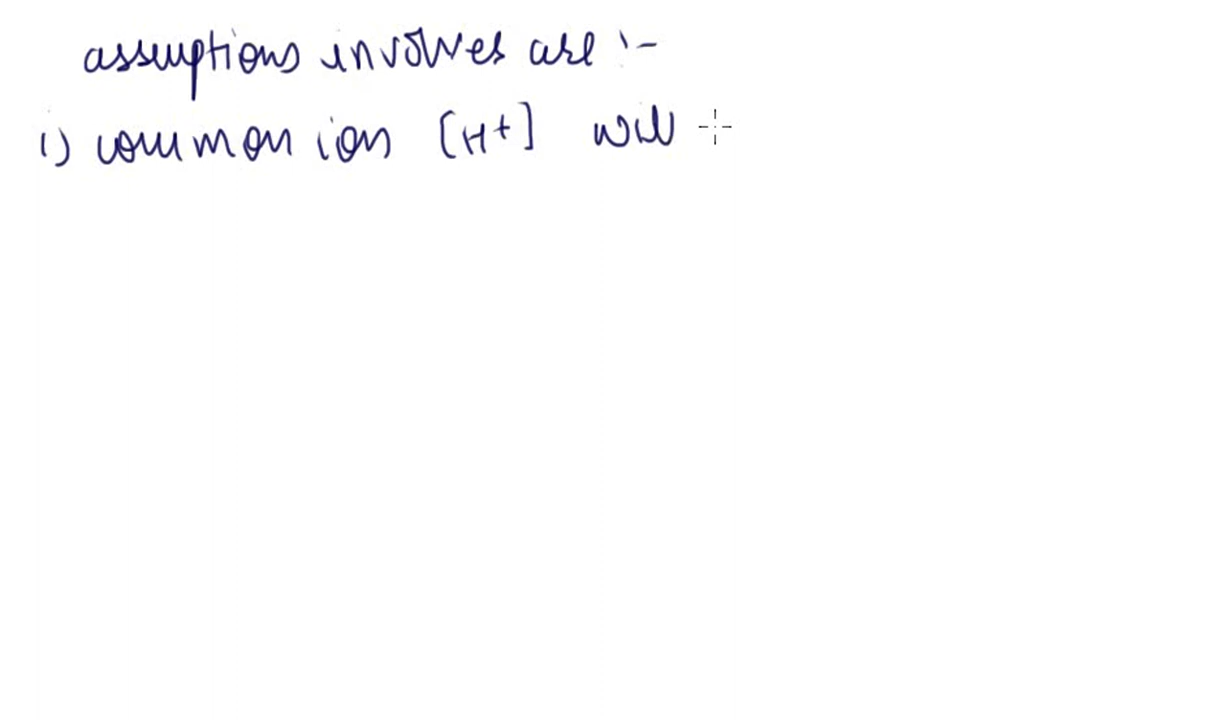 assuptions involves are :-
1) common ion [H+] will